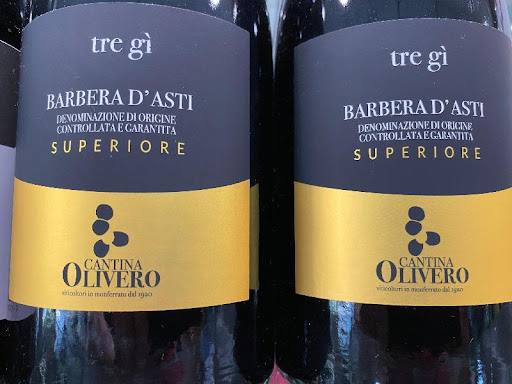 tre gì
BARBERA D'ASTI
DENOMINAZIONE DI ORIGINE
CONTROLLATA E GARANTITA
SUPERIORE
CANTINA
OLIVERO
viticoltori in monferrato dal 1920
tre gì
BARBERA D'ASTI
DENOMINAZIONE DI ORIGINE
CONTROLLATA E GARANTITA
SUPERIORE
CANTINA
OLIVERO
viticoltori in monferrato dal 1920